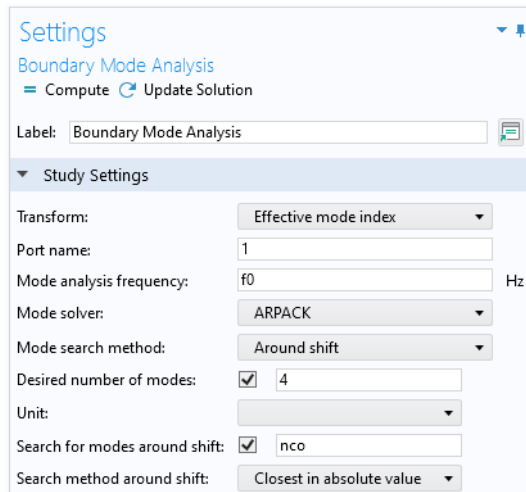 Settings
Boundary Mode Analysis
= Compute Update Solution
Label: Boundary Mode Analysis
Study Settings
Transform: Effective mode index
Port name: 1
Mode analysis frequency: f0 Hz
Mode solver: ARPACK
Mode search method: Around shift
Desired number of modes: 4
Unit:
Search for modes around shift: nco
Search method around shift: Closest in absolute value